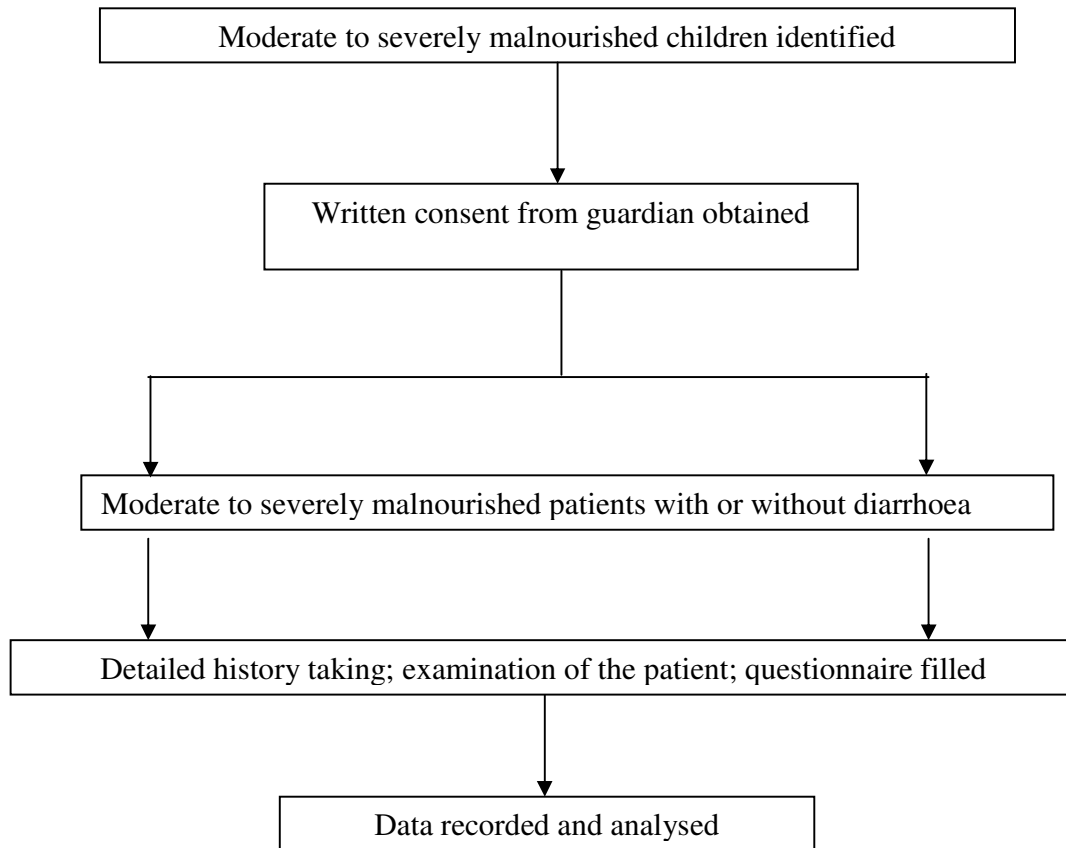 Moderate to severely malnourished children identified
Written consent from guardian obtained
Moderate to severely malnourished patients with or without diarrhoea
Detailed history taking; examination of the patient; questionnaire filled
Data recorded and analysed